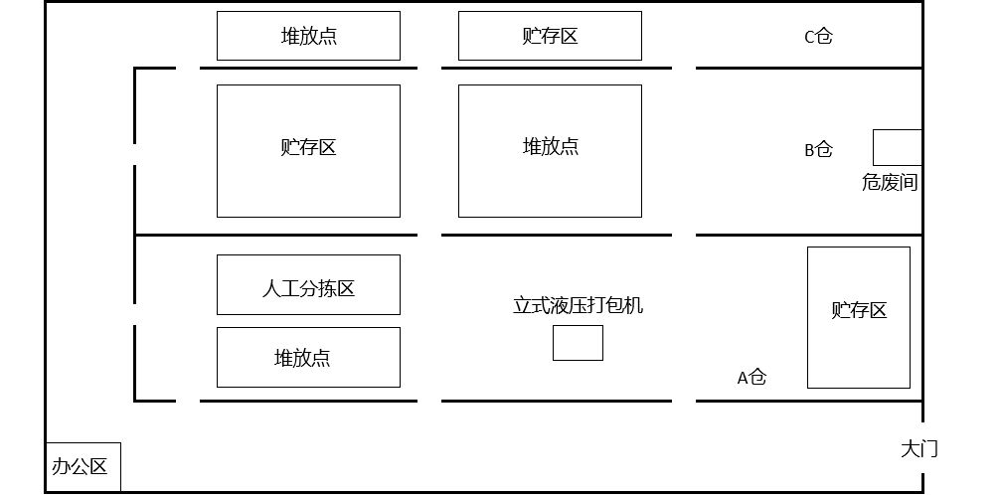 堆放点
贮存区
C仓
贮存区
堆放点
B仓
危废间
人工分拣区
立式液压打包机
贮存区
堆放点
A仓
大门
办公区